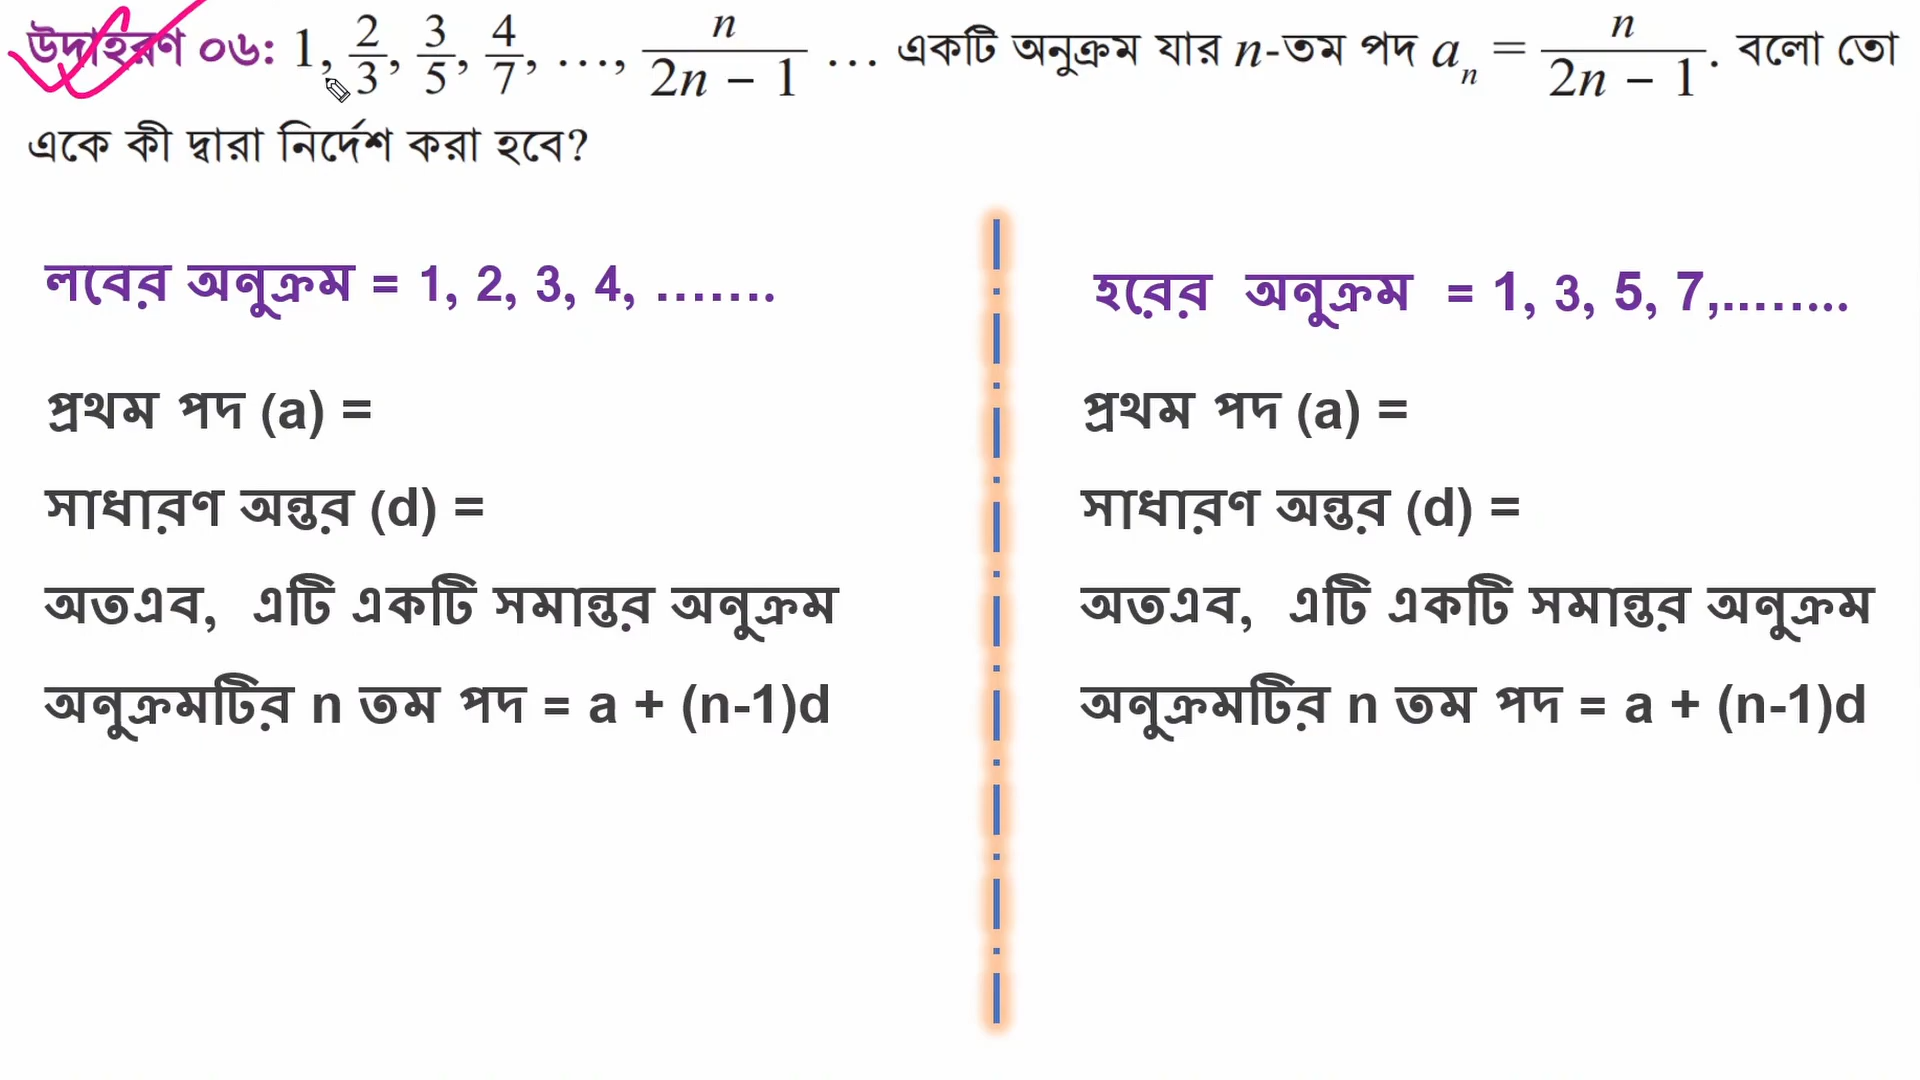 উদাহরণ ০৬: 1, 2/3, 3/5, 4/7, ..., n/(2n − 1) ... একটি অনুক্রম যার n-তম পদ aₙ = n/(2n − 1). বলো তো
একে কী দ্বারা নির্দেশ করা হবে?
লবের অনুক্রম = 1, 2, 3, 4, .......
প্রথম পদ (a) =
সাধারণ অন্তর (d) =
অতএব, এটি একটি সমান্তর অনুক্রম
অনুক্রমটির n তম পদ = a + (n-1)d
হরের অনুক্রম = 1, 3, 5, 7,........
প্রথম পদ (a) =
সাধারণ অন্তর (d) =
অতএব, এটি একটি সমান্তর অনুক্রম
অনুক্রমটির n তম পদ = a + (n-1)d